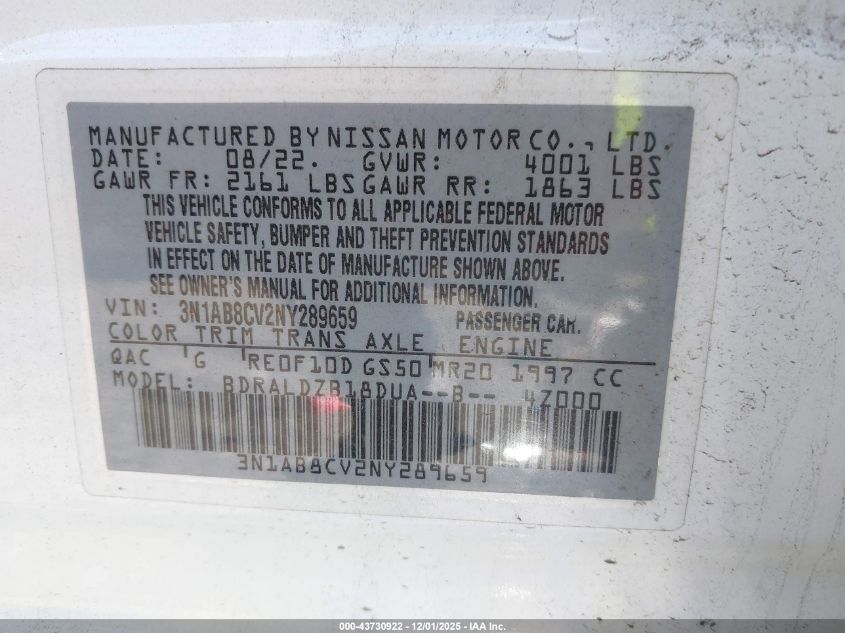 MANUFACTURED BY NISSAN MOTOR CO., LTD.
DATE: 08/22. GVWR: 4001 LBS
GAWR FR: 2161 LBS GAWR RR: 1863 LBS
THIS VEHICLE CONFORMS TO ALL APPLICABLE FEDERAL MOTOR
VEHICLE SAFETY, BUMPER AND THEFT PREVENTION STANDARDS
IN EFFECT ON THE DATE OF MANUFACTURE SHOWN ABOVE.
SEE OWNER'S MANUAL FOR ADDITIONAL INFORMATION.
VIN: 3N1AB8CV2NY289659 PASSENGER CAR.
COLOR TRIM TRANS AXLE ENGINE
QAC G RE0F10D GS50 MR20 1997 CC
MODEL: BDRALDZB18DUA--B-- 4Z000
3N1AB8CV2NY289659
000-43730922 - 12/01/2025 - IAA Inc.